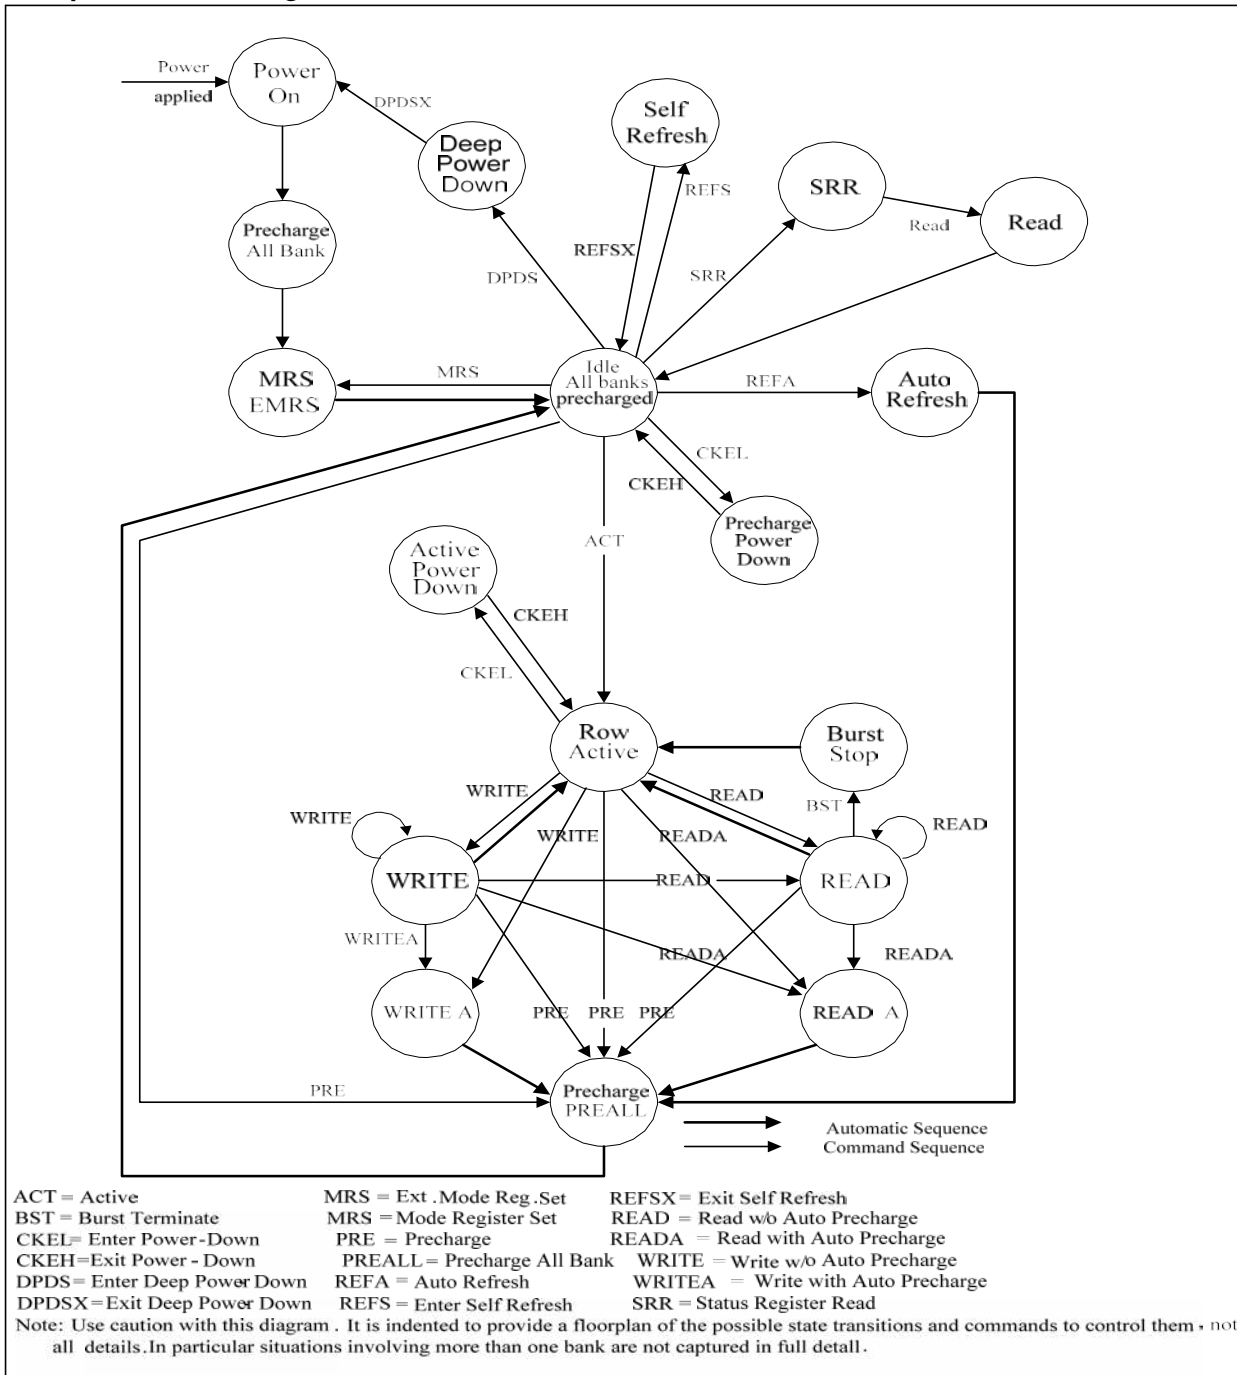 Power
applied
Power
On
DPDSX
Deep
Power
Down
Self
Refresh
REFS
SRR
Read
Read
Precharge
All Bank
REFSX
DPDS
SRR
MRS
EMRS
MRS
Idle
All banks
precharged
REFA
Auto
Refresh
CKEL
CKEH
Precharge
Power
Down
ACT
Active
Power
Down
CKEH
CKEL
Row
Active
Burst
Stop
WRITE
READ
BST
WRITE
WRITE
READA
READ
WRITE
READ
READ
WRITEA
READA
READA
WRITE A
PRE
PRE
PRE
READ A
PRE
Precharge
PREALL
Automatic Sequence
Command Sequence
ACT = Active MRS = Ext .Mode Reg .Set REFSX = Exit Self Refresh
BST = Burst Terminate MRS = Mode Register Set READ = Read w/o Auto Precharge
CKEL= Enter Power-Down PRE = Precharge READA = Read with Auto Precharge
CKEH=Exit Power - Down PREALL = Precharge All Bank WRITE = Write w/o Auto Precharge
DPDS = Enter Deep Power Down REFA = Auto Refresh WRITEA = Write with Auto Precharge
DPDSX=Exit Deep Power Down REFS = Enter Self Refresh SRR = Status Register Read
Note: Use caution with this diagram . It is indented to provide a floorplan of the possible state transitions and commands to control them , not
all details.In particular situations involving more than one bank are not captured in full detall.